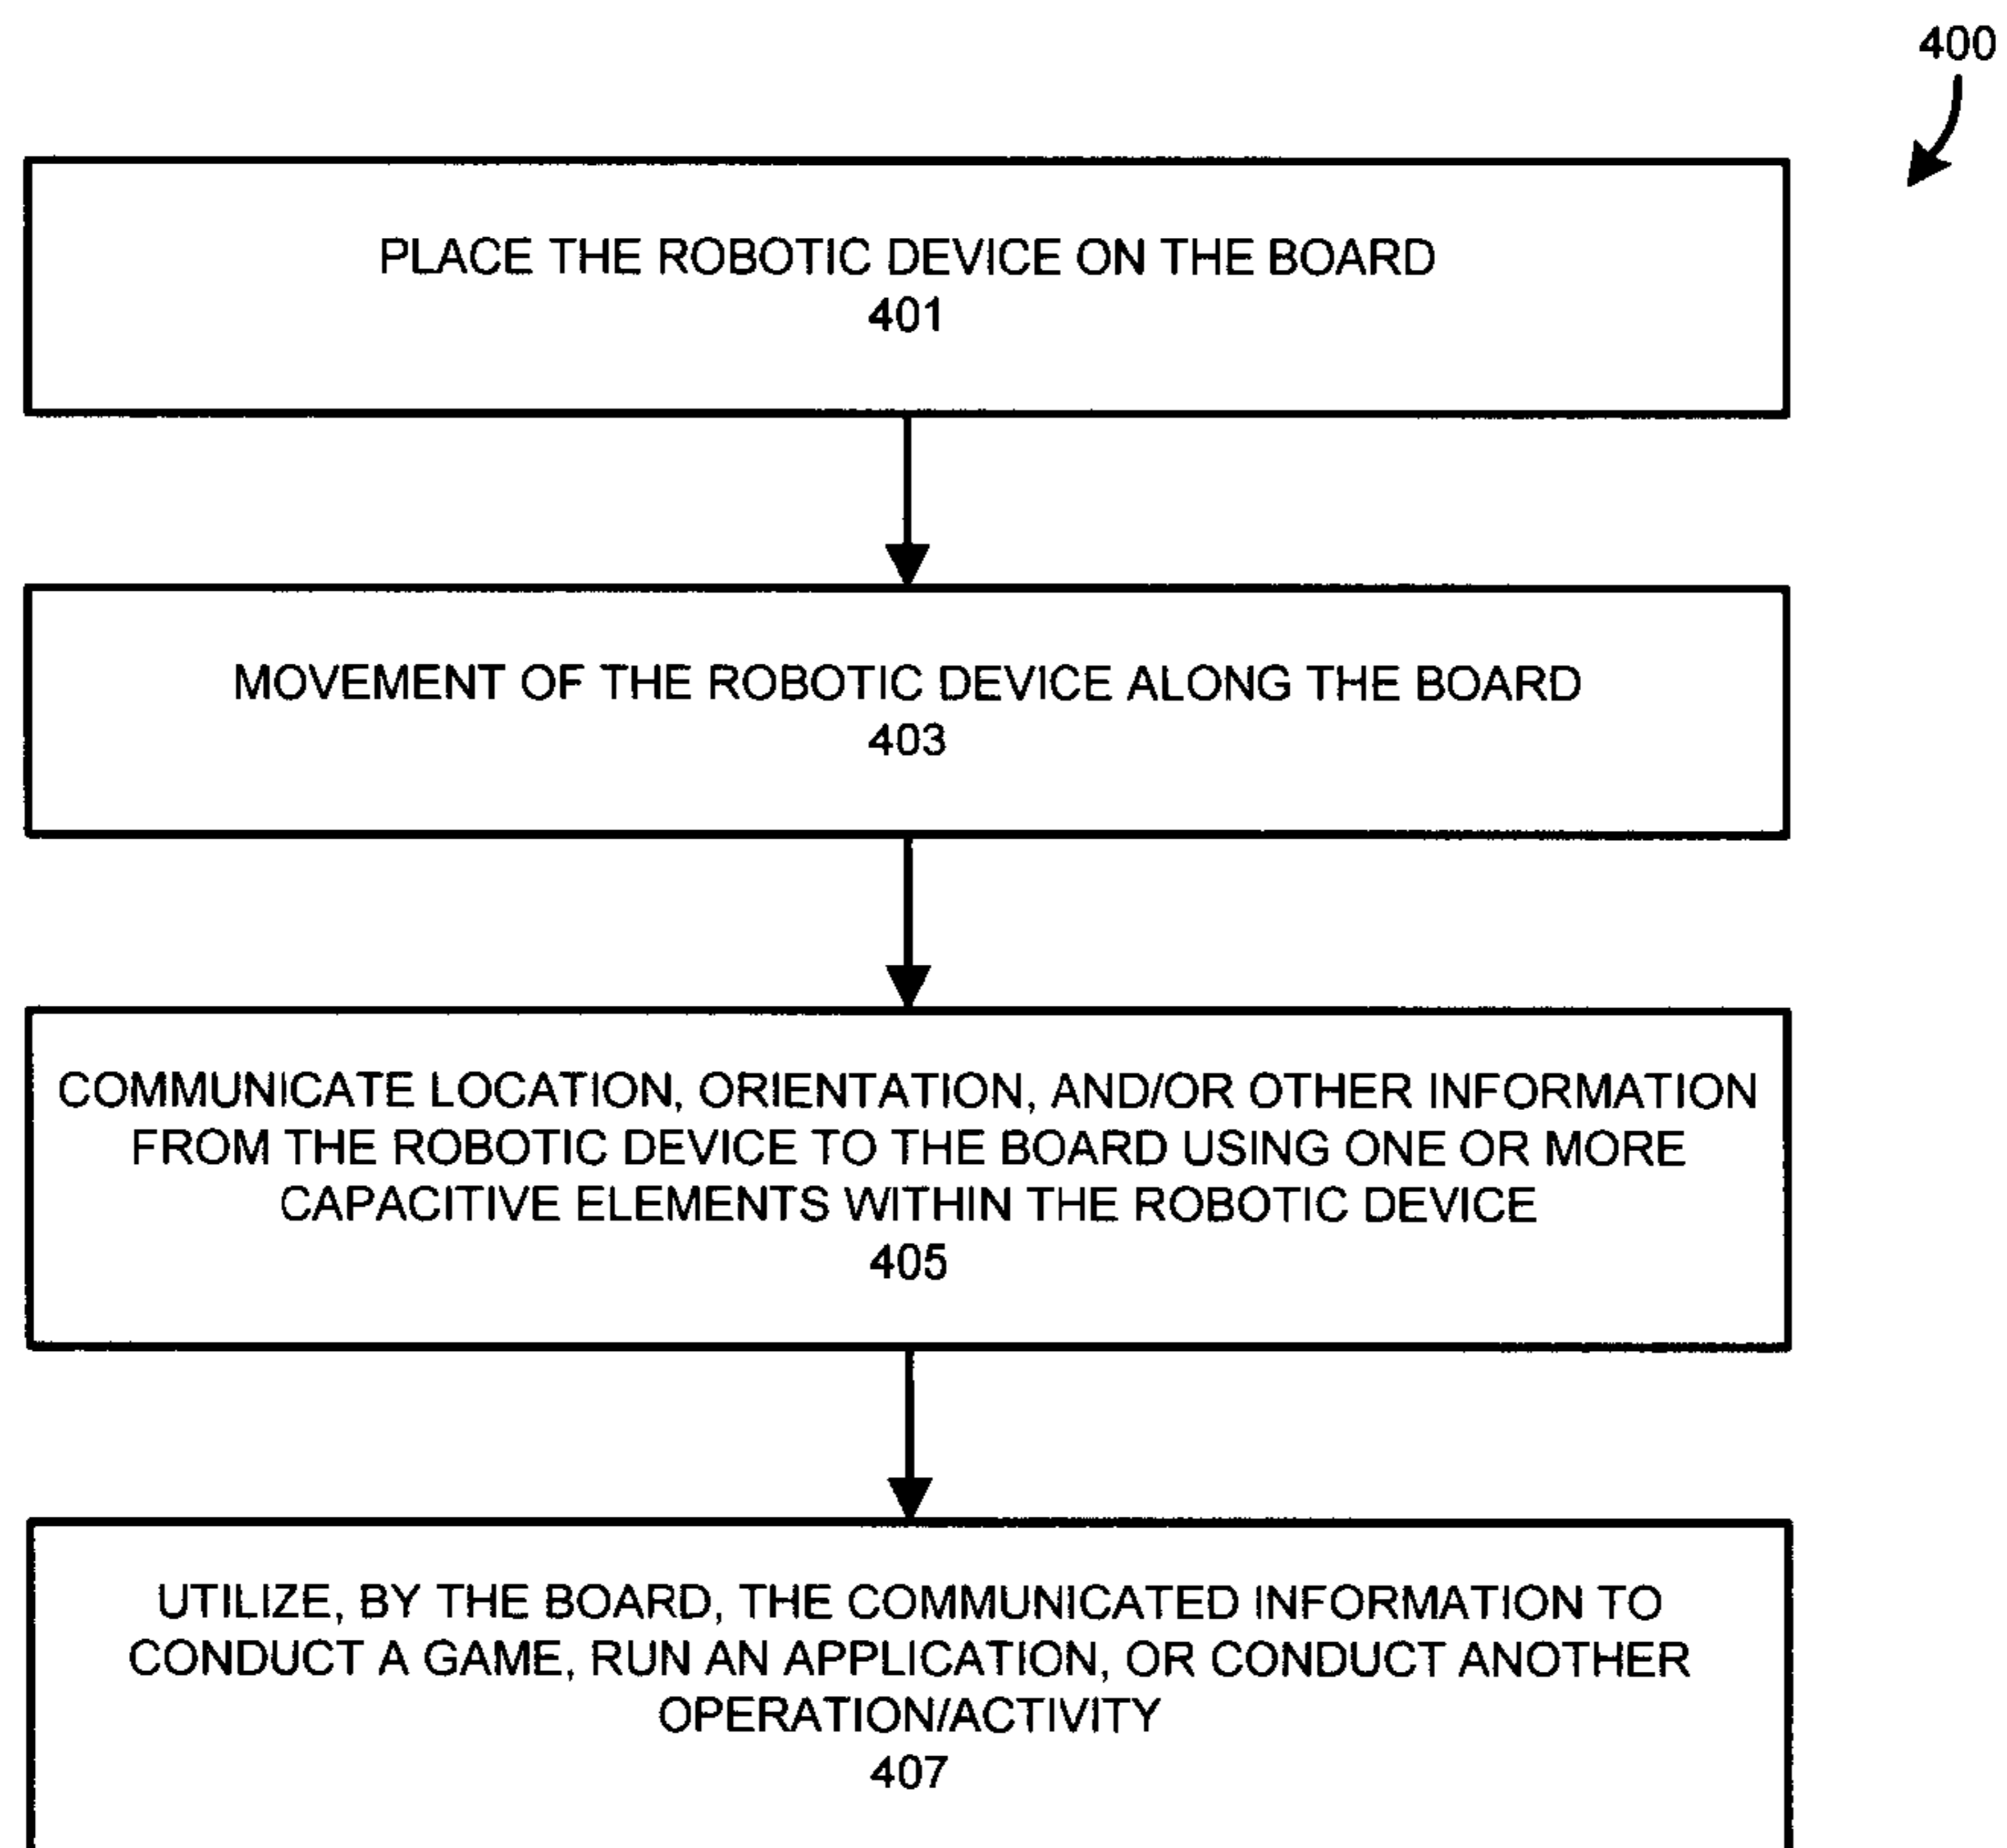 400
PLACE THE ROBOTIC DEVICE ON THE BOARD
401
MOVEMENT OF THE ROBOTIC DEVICE ALONG THE BOARD
403
COMMUNICATE LOCATION, ORIENTATION, AND/OR OTHER INFORMATION
FROM THE ROBOTIC DEVICE TO THE BOARD USING ONE OR MORE
CAPACITIVE ELEMENTS WITHIN THE ROBOTIC DEVICE
405
UTILIZE, BY THE BOARD, THE COMMUNICATED INFORMATION TO
CONDUCT A GAME, RUN AN APPLICATION, OR CONDUCT ANOTHER
OPERATION/ACTIVITY
407